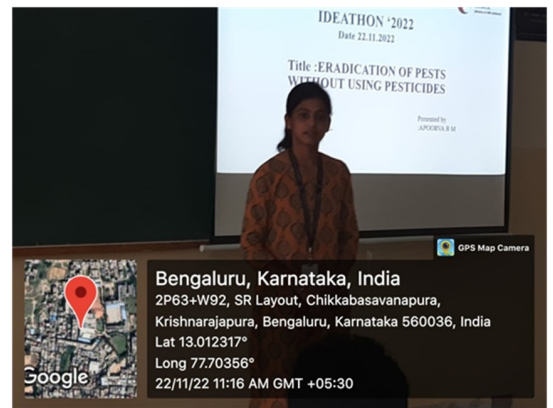 IDEATHON ‘2022
Date 22.11.2022
Title :ERADICATION OF PESTS
WITHOUT USING PESTICIDES
Presented by
:APOORVA B M
GPS Map Camera
Bengaluru, Karnataka, India
2P63+W92, SR Layout, Chikkabasavanapura,
Krishnarajapura, Bengaluru, Karnataka 560036, India
Lat 13.012317°
Long 77.70356°
22/11/22 11:16 AM GMT +05:30
Google